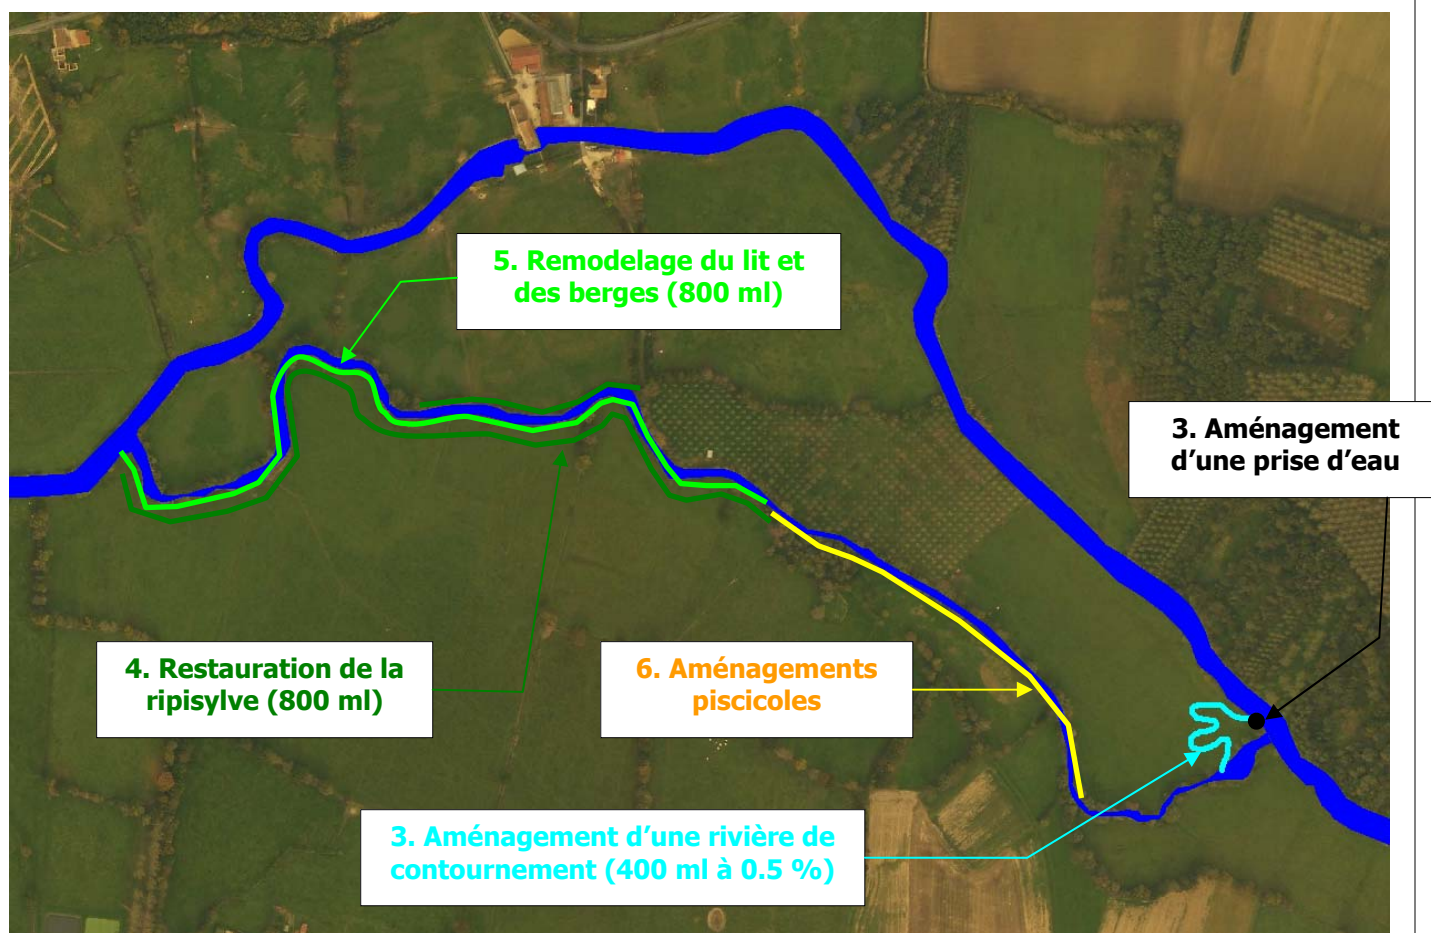 5. Remodelage du lit et
des berges (800 ml)
3. Aménagement
d’une prise d’eau
4. Restauration de la
ripisylve (800 ml)
6. Aménagements
piscicoles
3. Aménagement d’une rivière de
contournement (400 ml à 0.5 %)